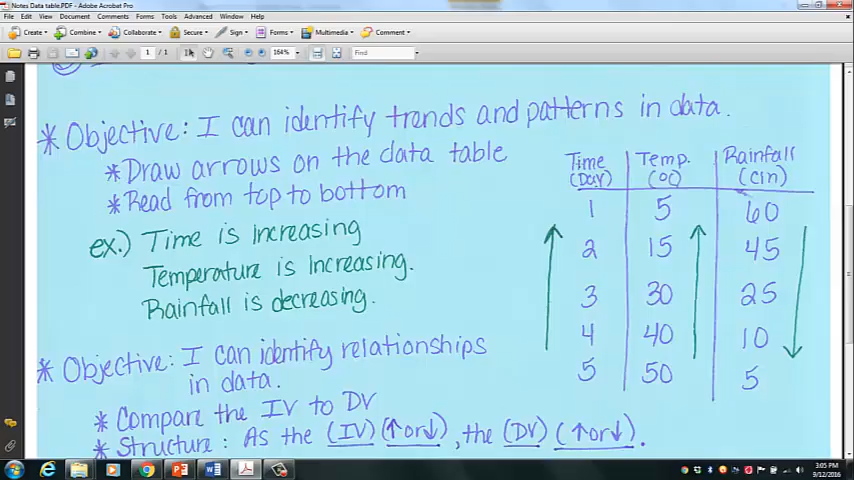 Notes Data table.PDF - Adobe Acrobat Pro
File Edit View Document Comments Forms Tools Advanced Window Help
Create Combine Collaborate Secure Sign Forms Multimedia Comment
1 / 1 164% Find
* Objective: I can identify trends and patterns in data.
* Draw arrows on the data table
* Read from top to bottom
ex.) Time is increasing
Temperature is increasing.
Rainfall is decreasing.
Time Temp. Rainfall
(Day) (°C) (in)
1 5 60
2 15 45
3 30 25
4 40 10
5 50 5
* Objective: I can identify relationships
in data.
* Compare the IV to DV
* Structure: As the (IV) (↑or↓), the (DV) (↑or↓).
3:05 PM
9/12/2016